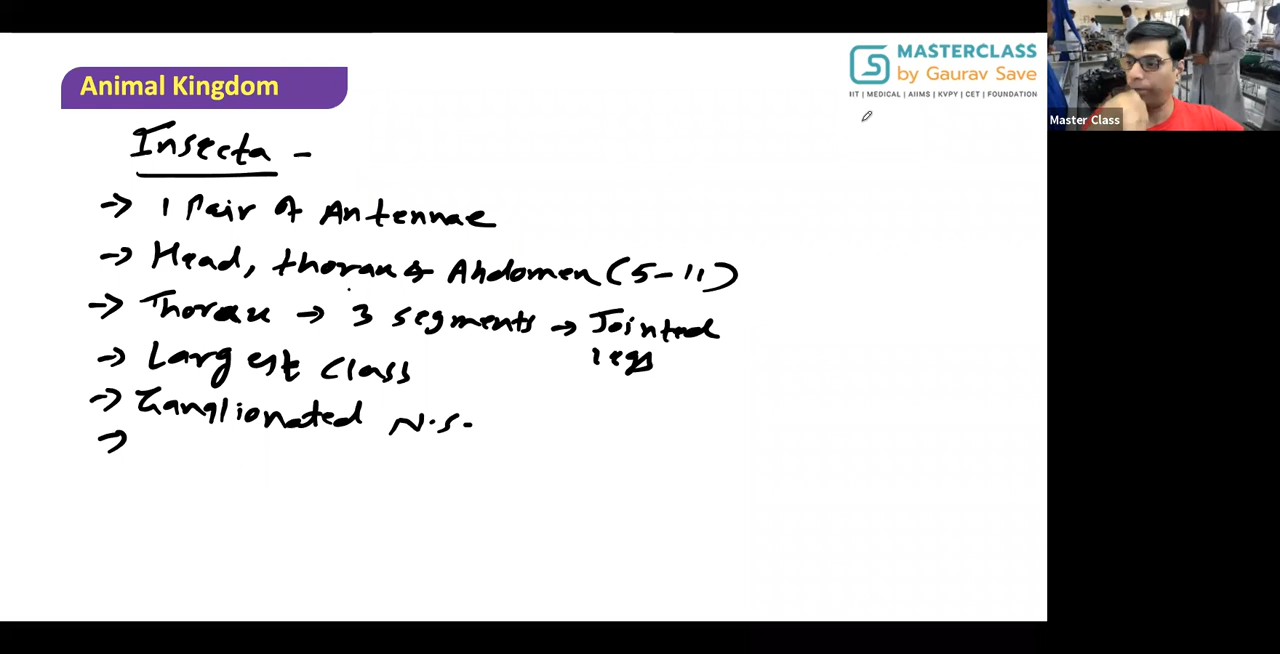 MASTERCLASS
by Gaurav Save
IIT | MEDICAL | AIIMS | KVPY | CET | FOUNDATION
Master Class
Animal Kingdom
Insecta -
→ 1 Pair of Antennae
→ Head, thorax & Abdomen (5-11)
→ Thorax → 3 segments → Jointed
legs
→ Largest Class
→ Ganglionated N.S.
→